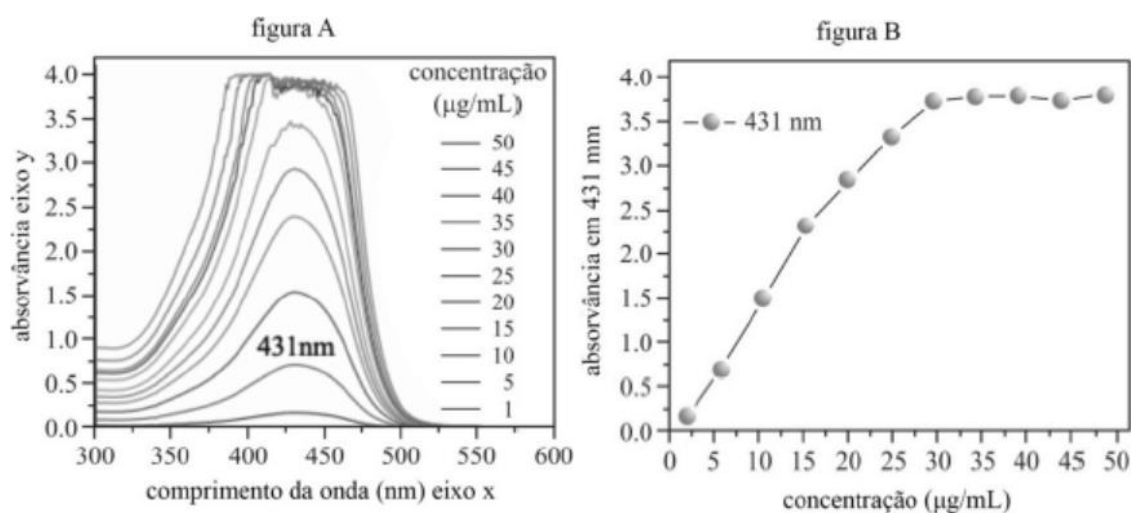 figura A
absorvância eixo y
4.0
3.5
3.0
2.5
2.0
1.5
1.0
0.5
0.0
431nm
concentração
(µg/mL)
50
45
40
35
30
25
20
15
10
5
1
300 350 400 450 500 550 600
comprimento da onda (nm) eixo x
figura B
absorvância em 431 mm
4.0
3.5
3.0
2.5
2.0
1.5
1.0
0.5
0.0
431 nm
0 5 10 15 20 25 30 35 40 45 50
concentração (µg/mL)